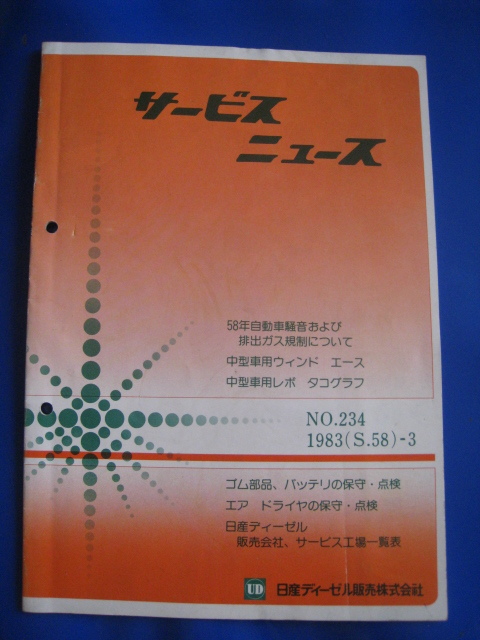 サービス
ニュース
58年自動車騒音および
排出ガス規制について
中型車用ウィンド エース
中型車用レボ タコグラフ
NO.234
1983(S.58)-3
ゴム部品、バッテリの保守・点検
エア ドライヤの保守・点検
日産ディーゼル
販売会社、サービス工場一覧表
UD 日産ディーゼル販売株式会社